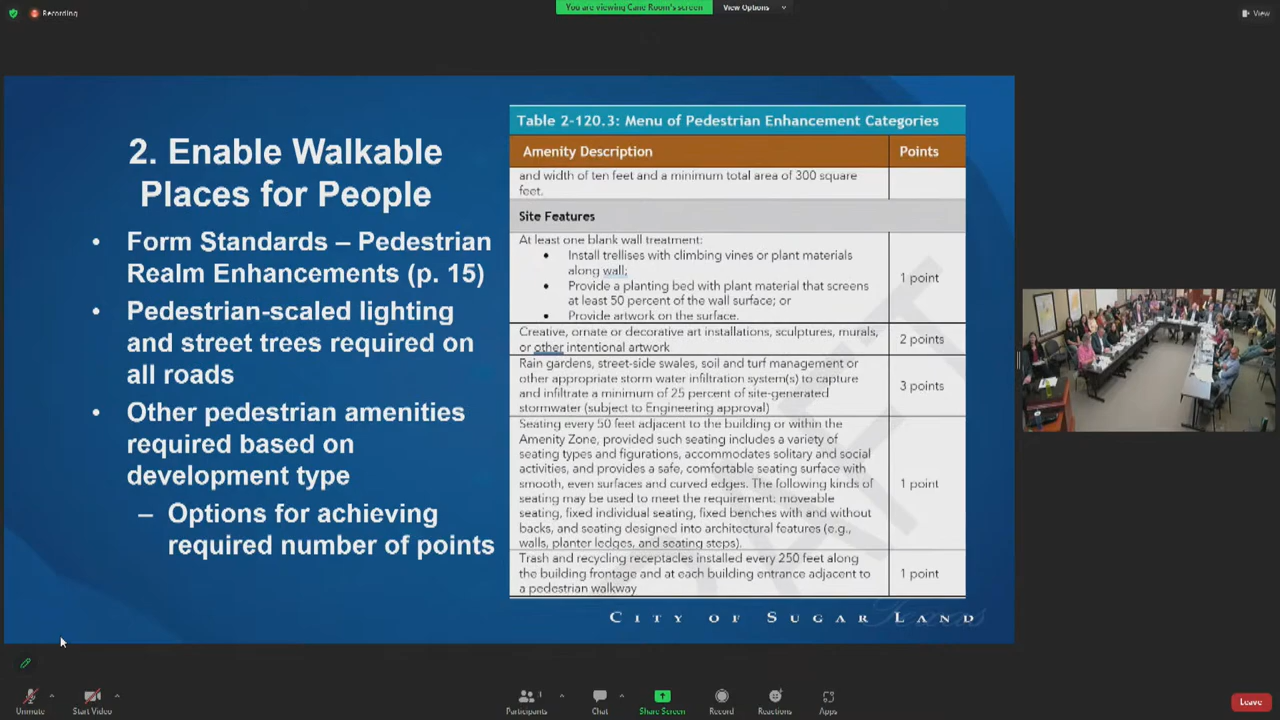 Recording
You are viewing Cane Room's screen
View Options
View
2. Enable Walkable
Places for People
• Form Standards – Pedestrian
Realm Enhancements (p. 15)
• Pedestrian-scaled lighting
and street trees required on
all roads
• Other pedestrian amenities
required based on
development type
– Options for achieving
required number of points
Table 2-120.3: Menu of Pedestrian Enhancement Categories
Amenity Description
Points
and width of ten feet and a minimum total area of 300 square
feet.
Site Features
At least one blank wall treatment:
• Install trellises with climbing vines or plant materials
along wall;
• Provide a planting bed with plant material that screens
at least 50 percent of the wall surface; or
• Provide artwork on the surface.
1 point
Creative, ornate or decorative art installations, sculptures, murals,
or other intentional artwork
2 points
Rain gardens, street-side swales, soil and turf management or
other appropriate storm water infiltration system(s) to capture
and infiltrate a minimum of 25 percent of site-generated
stormwater (subject to Engineering approval)
3 points
Seating every 50 feet adjacent to the building or within the
Amenity Zone, provided such seating includes a variety of
seating types and figurations, accommodates solitary and social
activities, and provides a safe, comfortable seating surface with
smooth, even surfaces and curved edges. The following kinds of
seating may be used to meet the requirement: moveable
seating, fixed individual seating, fixed benches with and without
backs, and seating designed into architectural features (e.g.,
walls, planter ledges, and seating steps).
1 point
Trash and recycling receptacles installed every 250 feet along
the building frontage and at each building entrance adjacent to
a pedestrian walkway
1 point
CITY OF SUGAR LAND
Texas
Unmute
Start Video
Participants
1
Chat
Share Screen
Record
Reactions
Apps
Leave